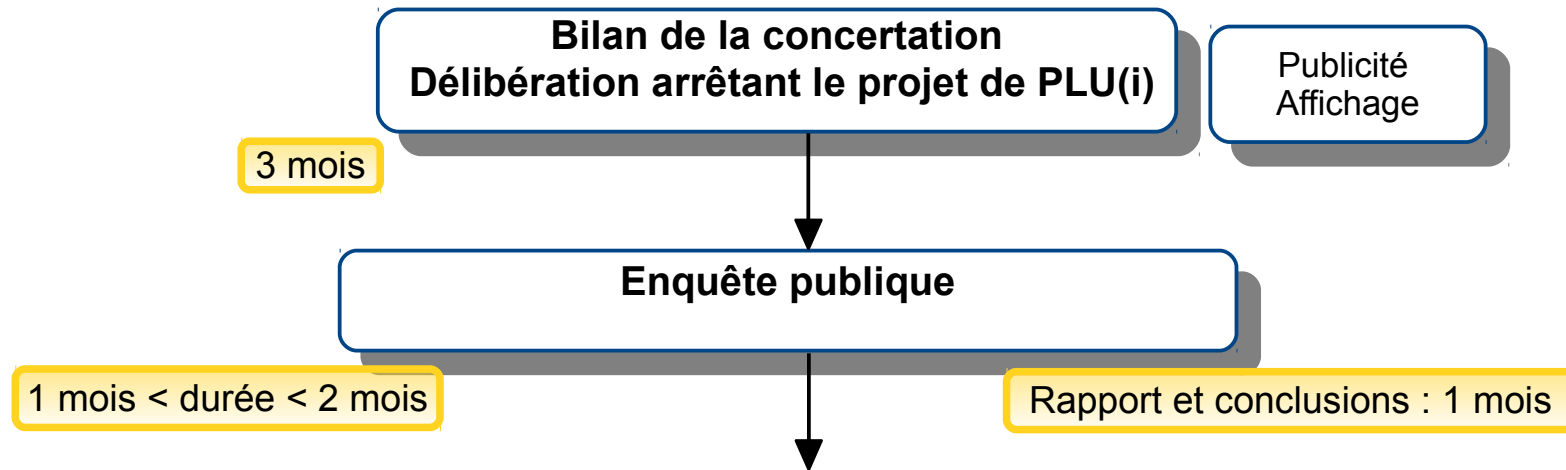 Bilan de la concertation
Délibération arrêtant le projet de PLU(i)
Publicité
Affichage
3 mois
Enquête publique
1 mois < durée < 2 mois
Rapport et conclusions : 1 mois